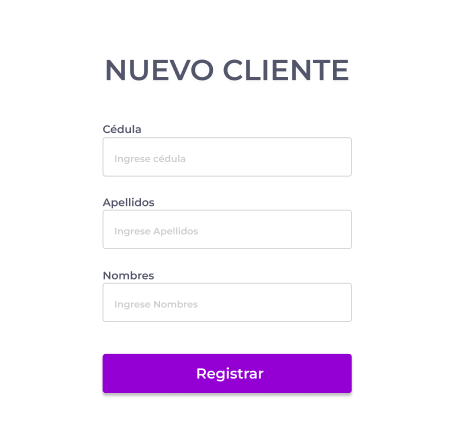 NUEVO CLIENTE
Cédula
Ingrese cédula
Apellidos
Ingrese Apellidos
Nombres
Ingrese Nombres
Registrar